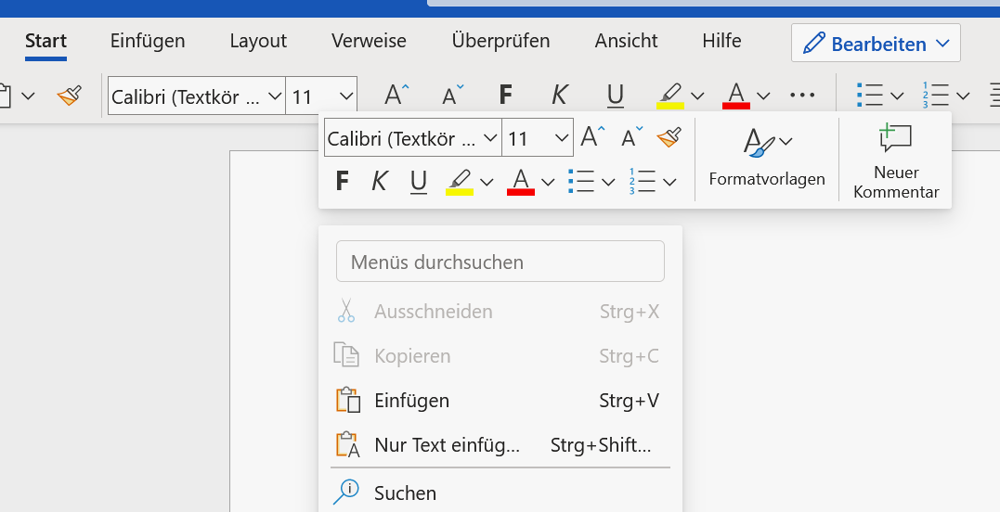 Start Einfügen Layout Verweise Überprüfen Ansicht Hilfe Bearbeiten
Calibri (Textkör ... 11 A A F K U A ...
Calibri (Textkör ... 11 A A
F K U A
Formatvorlagen
Neuer
Kommentar
Menüs durchsuchen
Ausschneiden Strg+X
Kopieren Strg+C
Einfügen Strg+V
Nur Text einfüg... Strg+Shift...
Suchen